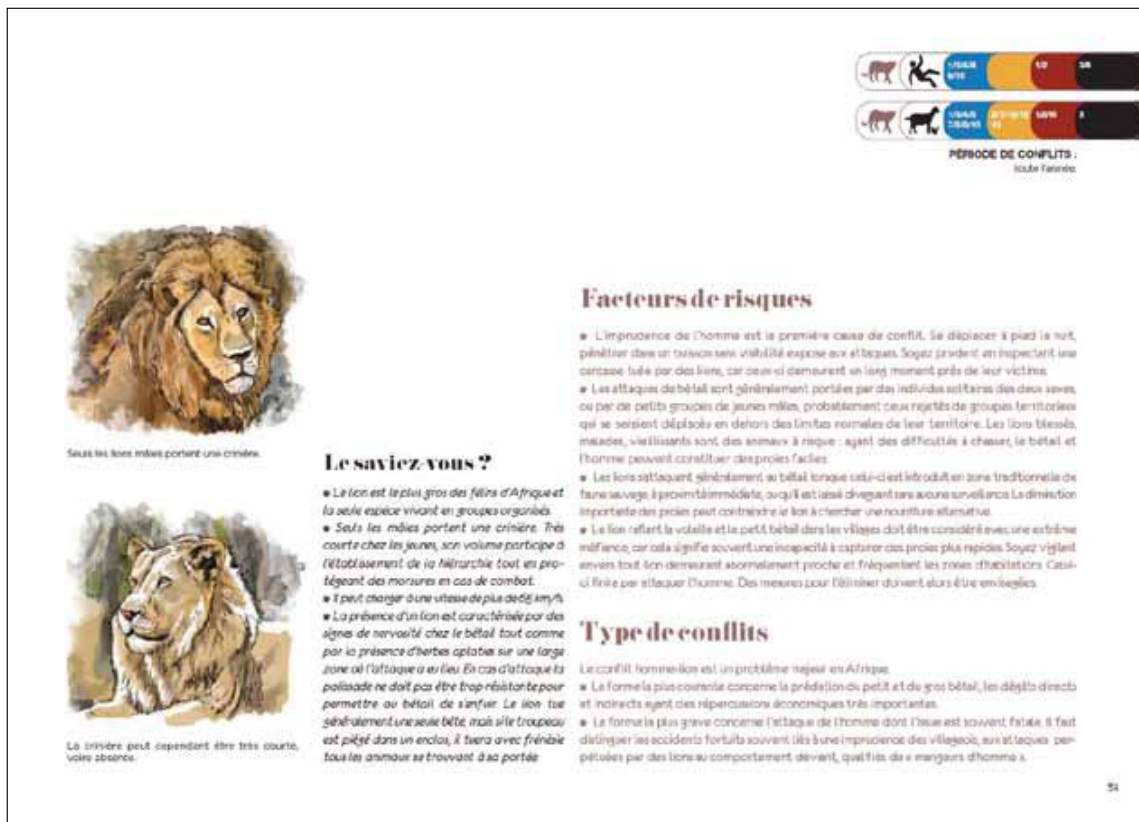 PÉRIODE DE CONFLITS :
toute l'année.
Seuls les lions mâles portent une crinière.
La crinière peut cependant être très courte,
voire absente.
Le saviez-vous ?
● Le lion est le plus gros des félins d'Afrique et
la seule espèce vivant en groupes organisés.
● Seuls les mâles portent une crinière. Très
courte chez les jeunes, son volume participe à
l'établissement de la hiérarchie tout en pro-
tégeant des morsures en cas de combat.
● Il peut charger à une vitesse de plus de km/h.
● La présence d'un lion est caractérisée par des
signes de nervosité chez le bétail tout comme
par la présence d'herbes aplaties sur une large
zone où l'attaque a eu lieu. En cas d'attaque la
palissade ne doit pas être trop résistante pour
permettre au bétail de s'enfuir. Le lion tue
généralement une seule bête, mais si le troupeau
est piégé dans un enclos, il tuera avec frénésie
tous les animaux se trouvant à sa portée.
Facteurs de risques
● L'imprudence de l'homme est la première cause de conflit. Se déplacer à pied la nuit,
pénétrer dans un buisson sans visibilité expose aux attaques. Soyez prudent en inspectant une
carcasse tuée par des lions, car ceux-ci demeurent un long moment près de leur victime.
● Les attaques de bétail sont généralement portées par des individus solitaires des deux sexes,
ou par de petits groupes de jeunes mâles, probablement ceux rejetés de groupes territoriaux
qui se seraient déplacés en dehors des limites normales de leur territoire. Les lions blessés,
malades, vieillissants sont des animaux à risque : ayant des difficultés à chasser, le bétail et
l'homme peuvent constituer des proies faciles.
● Les lions s'attaquent généralement au bétail lorsque celui-ci est introduit en zone traditionnelle de
faune sauvage, à proximité immédiate, ou qu'il est laissé divaguant sans aucune surveillance. La diminution
importante des proies peut contraindre le lion à chercher une nourriture alternative.
● Le lion raflant la volaille et le petit bétail dans les villages doit être considéré avec une extrême
méfiance, car cela signifie souvent une incapacité à capturer des proies plus rapides. Soyez vigilant
envers tout lion demeurant anormalement proche et fréquentant les zones d'habitations. Celui-
ci finira par attaquer l'homme. Des mesures pour l'éliminer doivent alors être envisagées.
Type de conflits
Le conflit homme-lion est un problème majeur en Afrique.
● La forme la plus courante concerne la prédation du petit et du gros bétail, les dégâts directs
et indirects ayant des répercussions économiques très importantes.
● La forme la plus grave concerne l'attaque de l'homme dont l'issue est souvent fatale. Il faut
distinguer les accidents fortuits souvent liés à une imprudence des villageois, aux attaques per-
pétuées par des lions au comportement déviant, qualifiés de « mangeurs d'homme ».